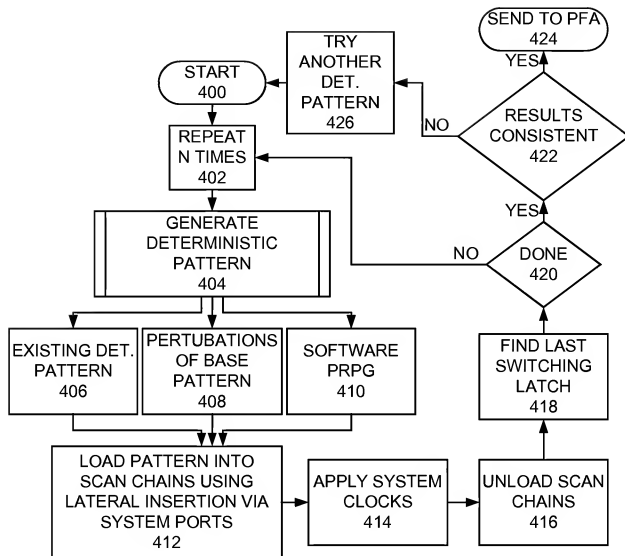 START
400
REPEAT
N TIMES
402
GENERATE
DETERMINISTIC
PATTERN
404
EXISTING DET.
PATTERN
406
PERTUBATIONS
OF BASE
PATTERN
408
SOFTWARE
PRPG
410
LOAD PATTERN INTO
SCAN CHAINS USING
LATERAL INSERTION VIA
SYSTEM PORTS
412
APPLY SYSTEM
CLOCKS
414
UNLOAD SCAN
CHAINS
416
FIND LAST
SWITCHING
LATCH
418
DONE
420
NO
YES
RESULTS
CONSISTENT
422
NO
YES
SEND TO PFA
424
TRY
ANOTHER
DET.
PATTERN
426